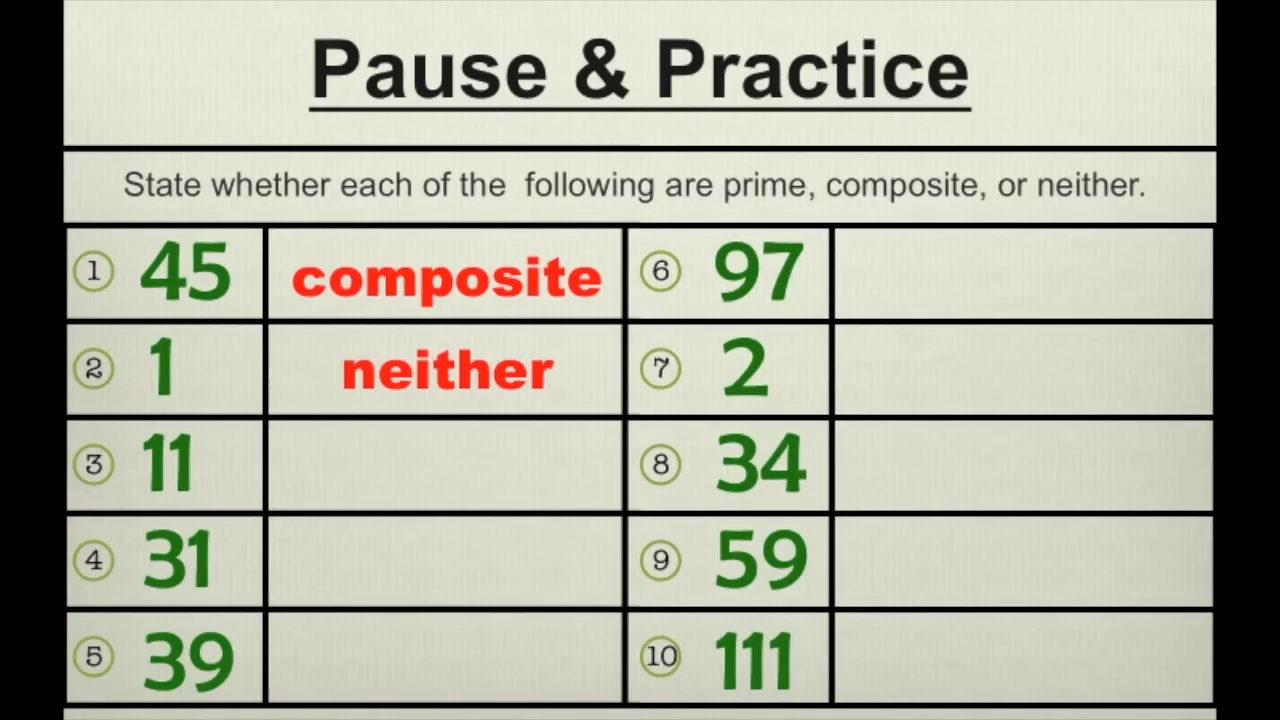 Pause & Practice
State whether each of the following are prime, composite, or neither.
1 45 composite 6 97
2 1 neither 7 2
3 11 8 34
4 31 9 59
5 39 10 111